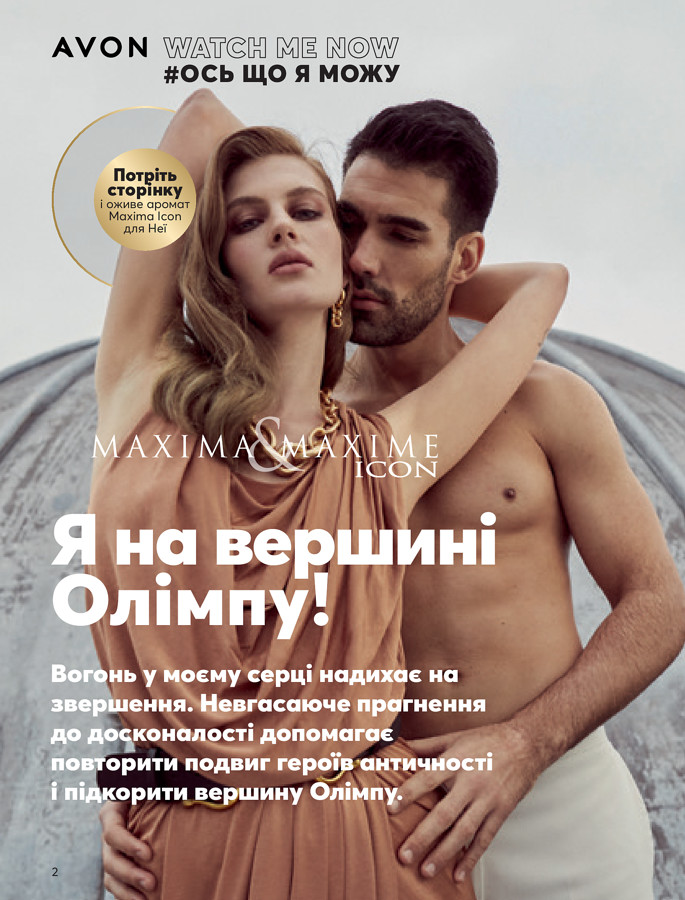 AVON WATCH ME NOW
#ОСЬ ЩО Я МОЖУ
Потріть
сторінку
і оживе аромат
Maxima Icon
для Неї
MAXIMA & MAXIME
ICON
Я на вершині
Олімпу!
Вогонь у моєму серці надихає на
звершення. Невгасаюче прагнення
до досконалості допомагає
повторити подвиг героїв античності
і підкорити вершину Олімпу.
2